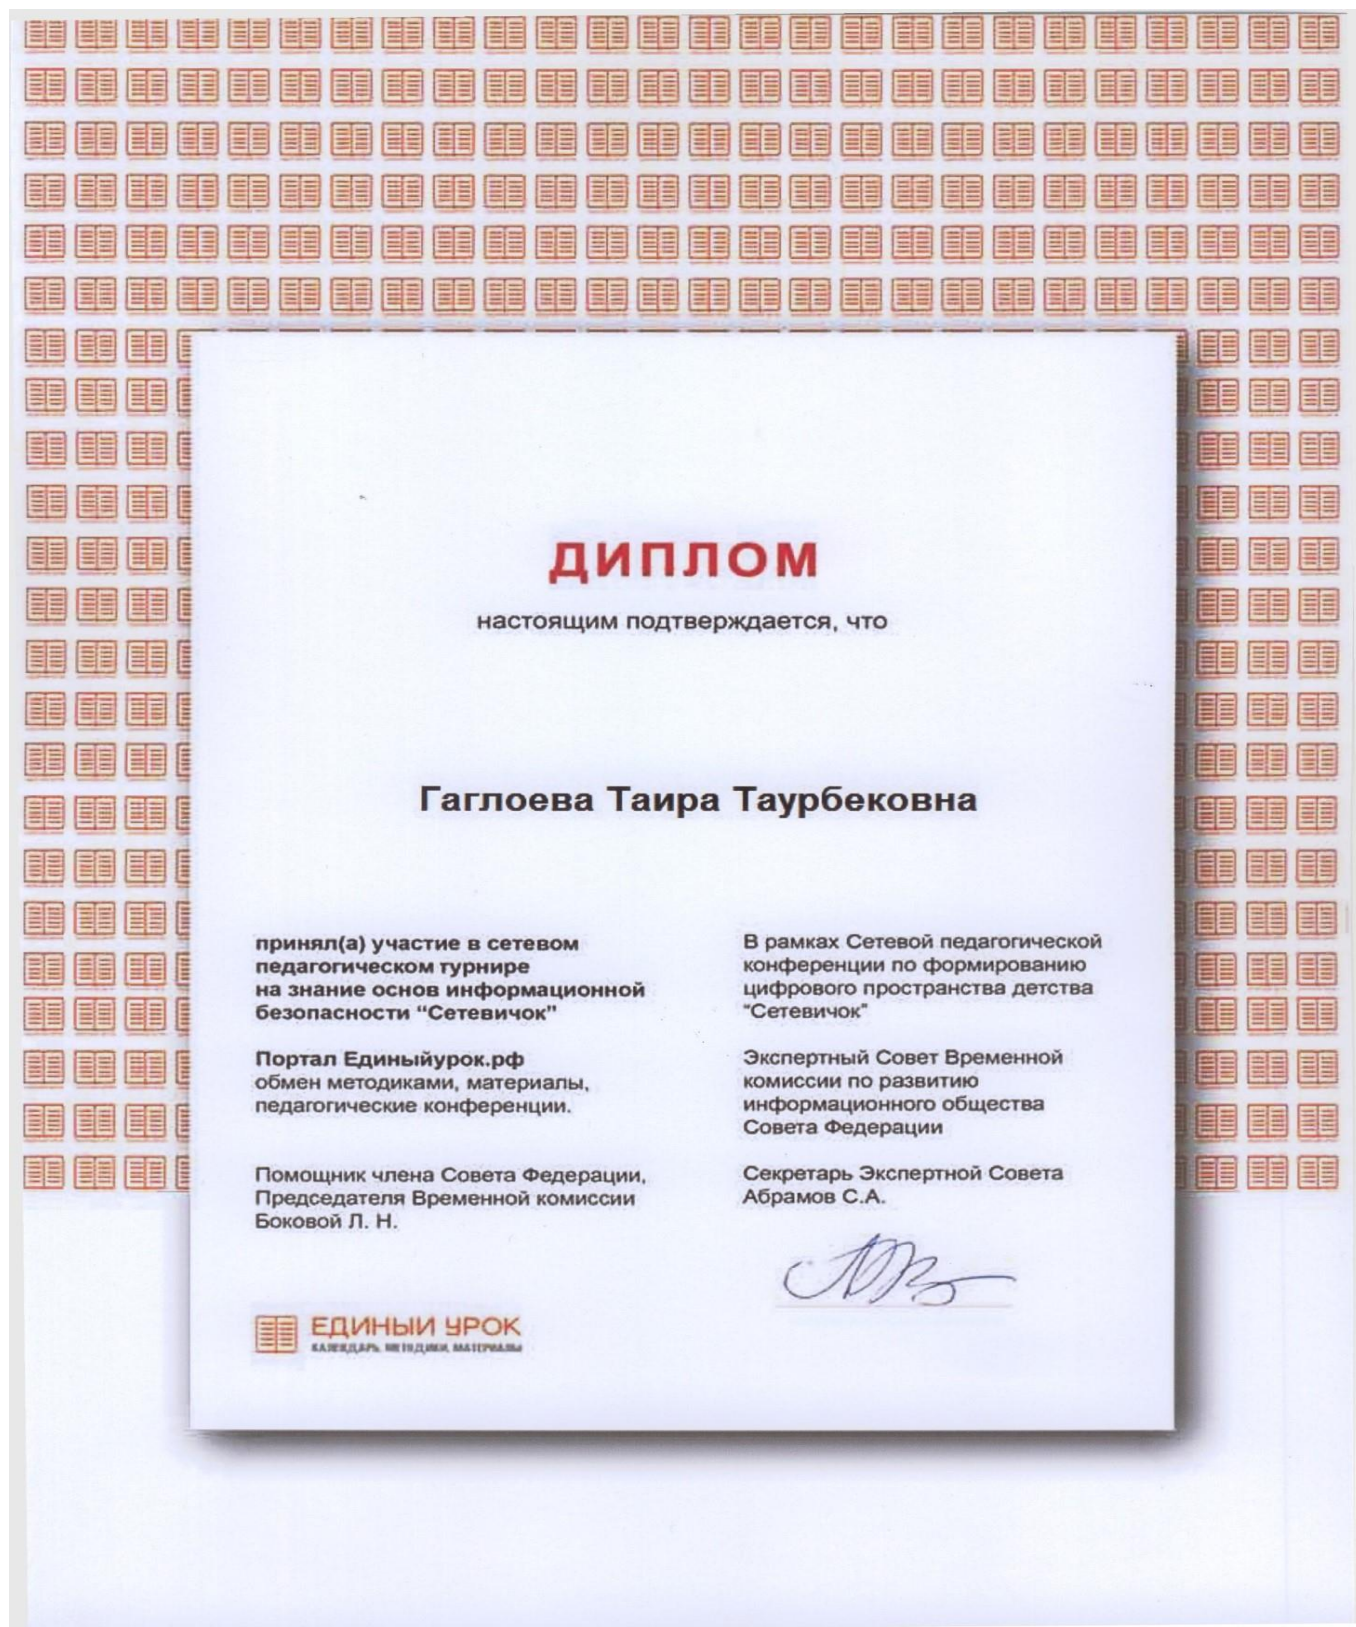 ДИПЛОМ
настоящим подтверждается, что
Гаглоева Таира Таурбековна
принял(а) участие в сетевом
педагогическом турнире
на знание основ информационной
безопасности “Сетевичок”
Портал Единыйурок.рф
обмен методиками, материалы,
педагогические конференции.
Помощник члена Совета Федерации,
Председателя Временной комиссии
Боковой Л. Н.
В рамках Сетевой педагогической
конференции по формированию
цифрового пространства детства
“Сетевичок”
Экспертный Совет Временной
комиссии по развитию
информационного общества
Совета Федерации
Секретарь Экспертной Совета
Абрамов С.А.
ЕДИНЫЙ УРОК
КАЛЕНДАРЬ, МЕТОДИКИ, МАТЕРИАЛЫ